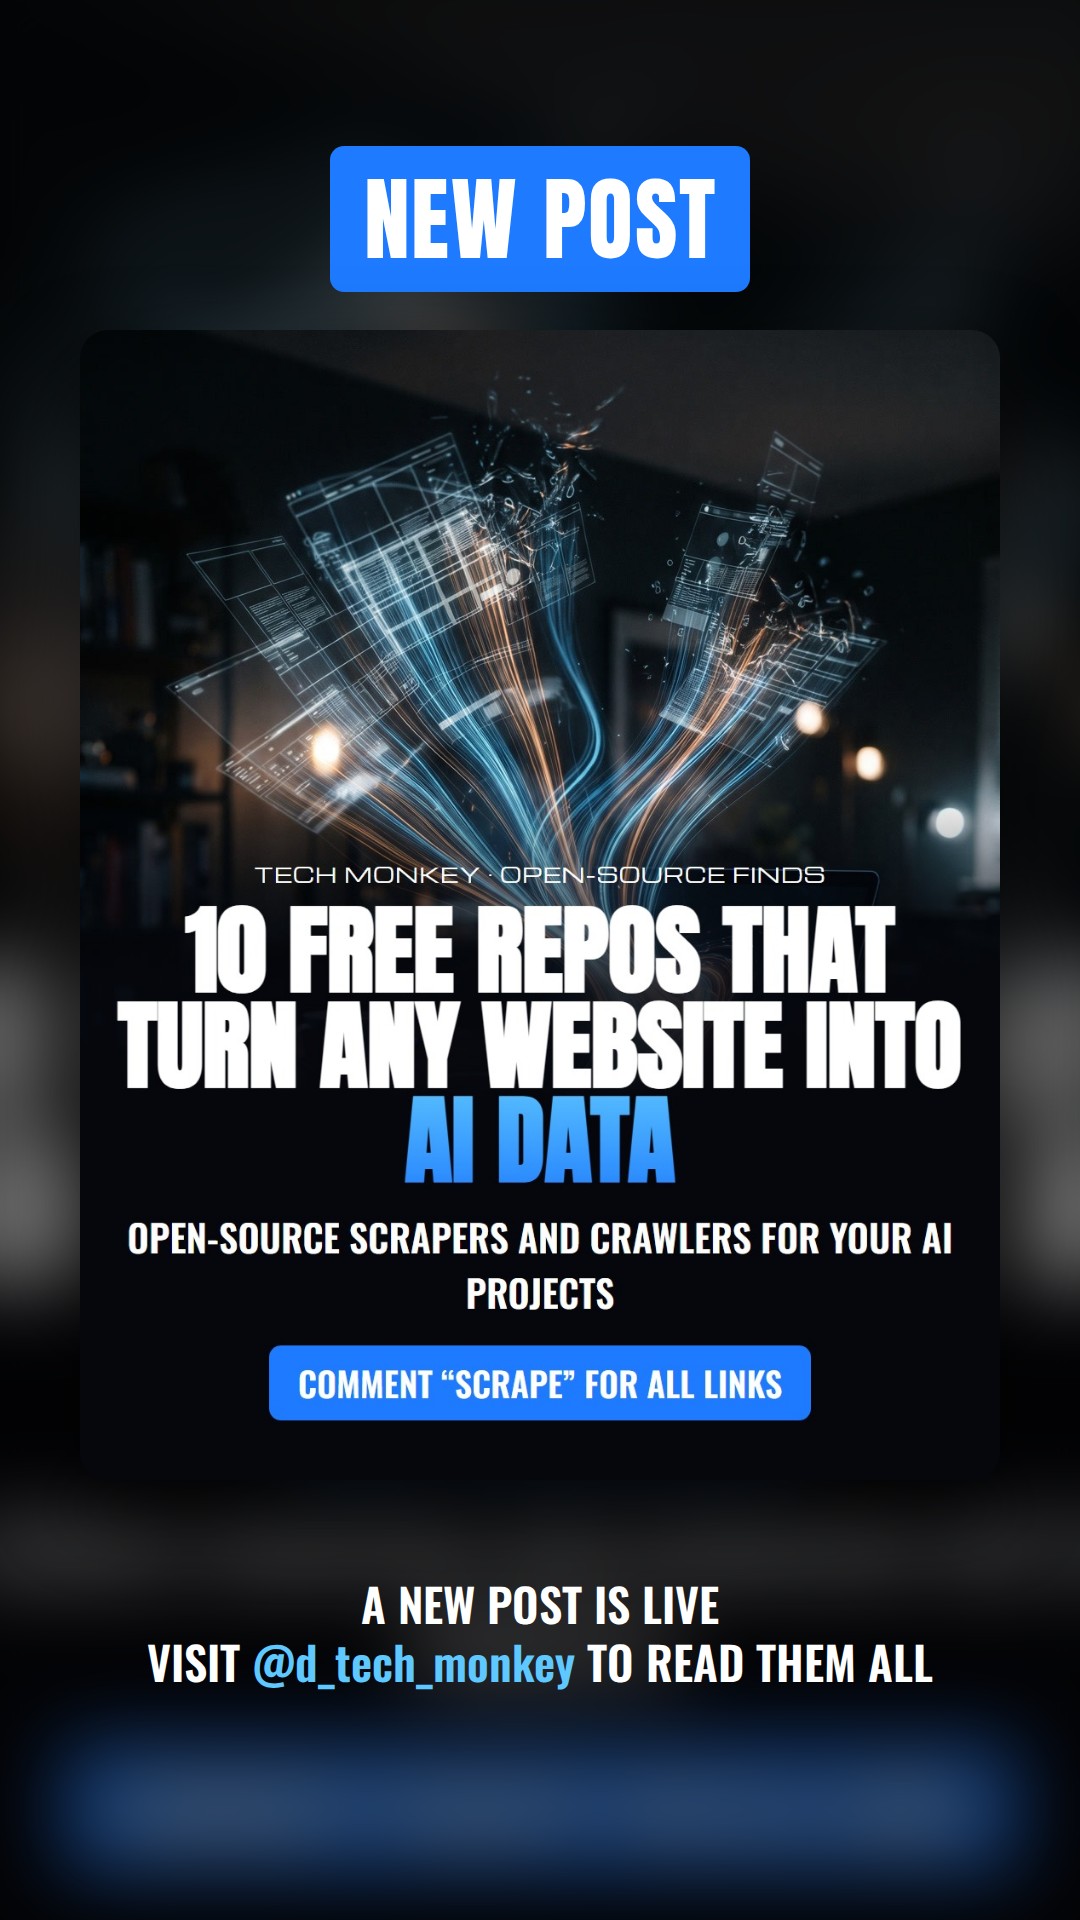 NEW POST
TECH MONKEY · OPEN-SOURCE FINDS
10 FREE REPOS THAT
TURN ANY WEBSITE INTO
AI DATA
OPEN-SOURCE SCRAPERS AND CRAWLERS FOR YOUR AI
PROJECTS
COMMENT “SCRAPE” FOR ALL LINKS
A NEW POST IS LIVE
VISIT @d_tech_monkey TO READ THEM ALL